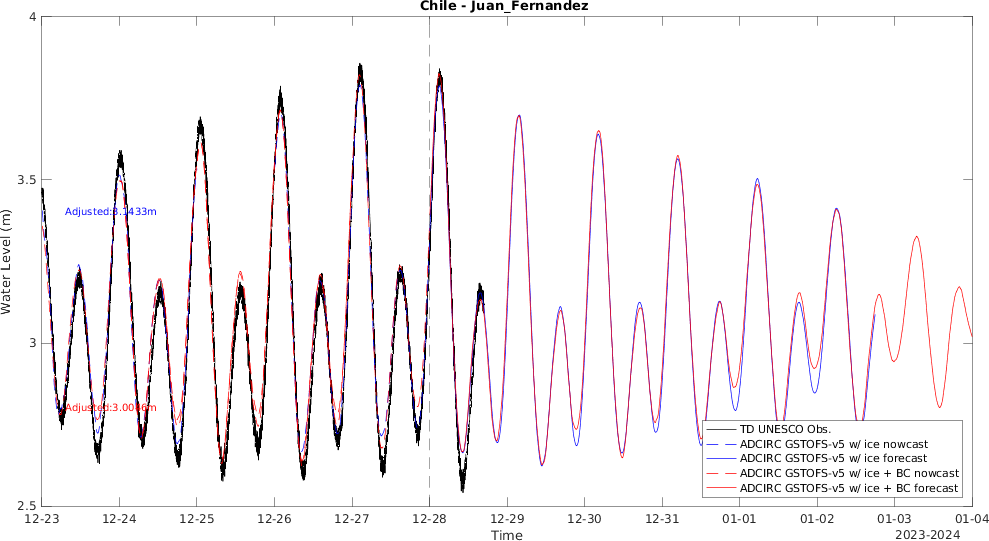 Chile - Juan_Fernandez
4
3.5
3
2.5
Water Level (m)
Adjusted:3.1433m
Adjusted:3.0086m
TD UNESCO Obs.
ADCIRC GSTOFS-v5 w/ ice nowcast
ADCIRC GSTOFS-v5 w/ ice forecast
ADCIRC GSTOFS-v5 w/ ice + BC nowcast
ADCIRC GSTOFS-v5 w/ ice + BC forecast
12-23 12-24 12-25 12-26 12-27 12-28 12-29 12-30 12-31 01-01 01-02 01-03 01-04
Time
2023-2024